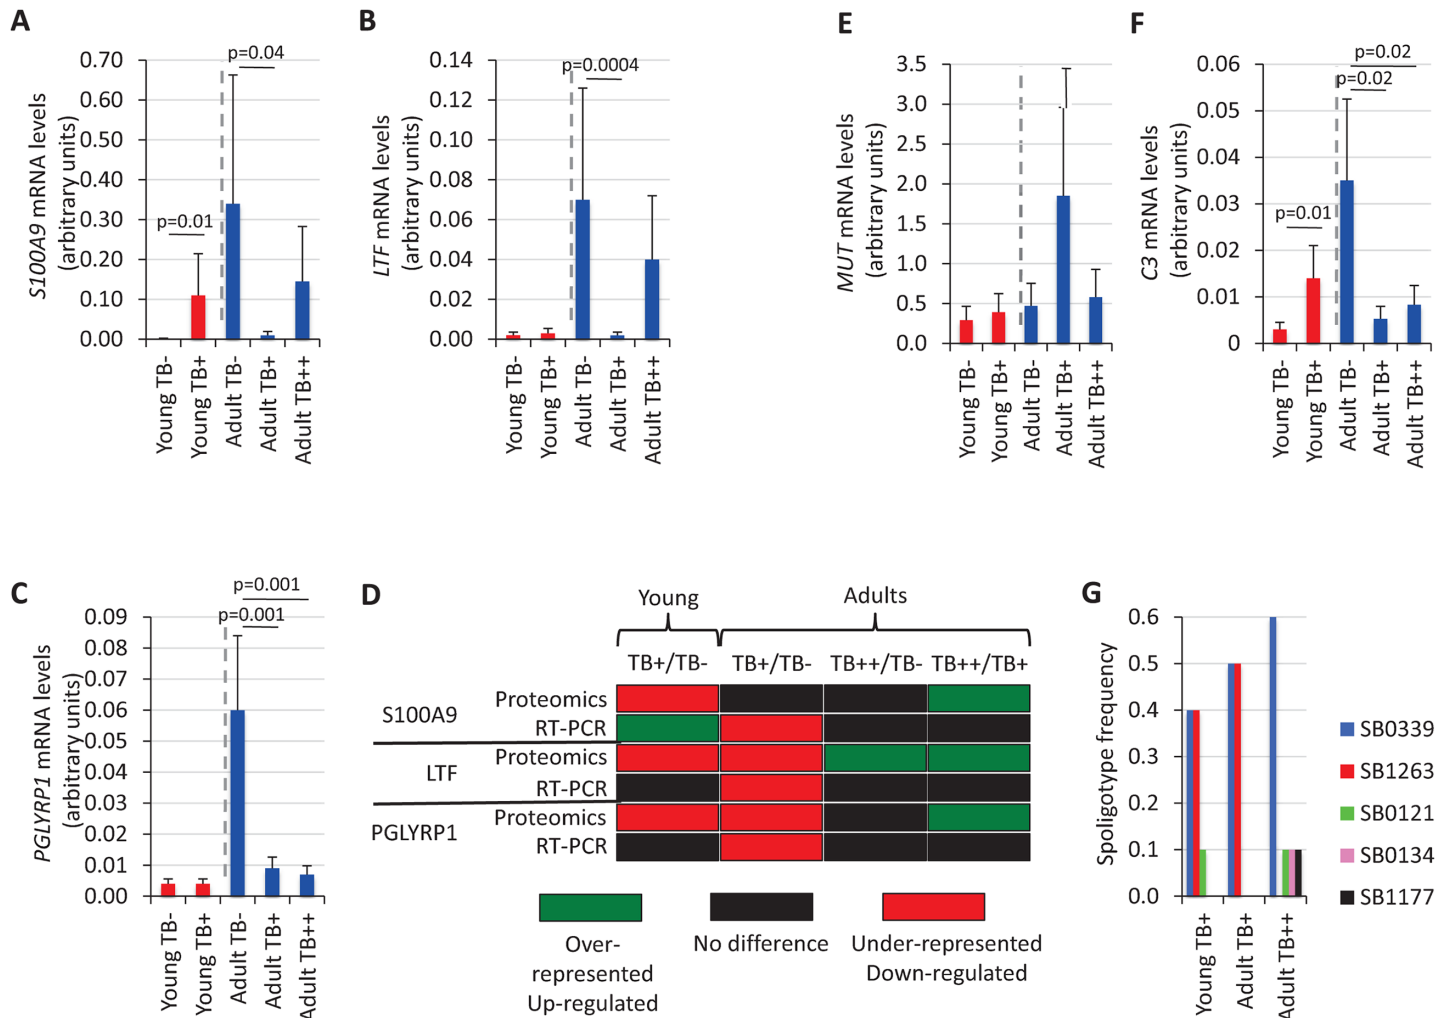 A
S100A9 mRNA levels
(arbitrary units)
0.70
0.60
0.50
0.40
0.30
0.20
0.10
0.00
p=0.04
p=0.01
Young TB-
Young TB+
Adult TB-
Adult TB+
Adult TB++
B
LTF mRNA levels
(arbitrary units)
0.14
0.12
0.10
0.08
0.06
0.04
0.02
0.00
p=0.0004
Young TB-
Young TB+
Adult TB-
Adult TB+
Adult TB++
E
MUT mRNA levels
(arbitrary units)
3.5
3.0
2.5
2.0
1.5
1.0
0.5
0.0
Young TB-
Young TB+
Adult TB-
Adult TB+
Adult TB++
F
C3 mRNA levels
(arbitrary units)
0.06
0.05
0.04
0.03
0.02
0.01
0
p=0.02
p=0.02
p=0.01
Young TB-
Young TB+
Adult TB-
Adult TB+
Adult TB++
C
PGLYRP1 mRNA levels
(arbitrary units)
0.09
0.08
0.07
0.06
0.05
0.04
0.03
0.02
0.01
0.00
p=0.001
p=0.001
Young TB-
Young TB+
Adult TB-
Adult TB+
Adult TB++
D
Young
Adults
TB+/TB-
TB+/TB-
TB++/TB-
TB++/TB+
S100A9
Proteomics
RT-PCR
LTF
Proteomics
RT-PCR
PGLYRP1
Proteomics
RT-PCR
Over-
represented
Up-regulated
No difference
Under-represented
Down-regulated
G
Spoligotype frequency
0.6
0.5
0.4
0.3
0.2
0.1
0.0
Young TB+
Adult TB+
Adult TB++
SB0339
SB1263
SB0121
SB0134
SB1177